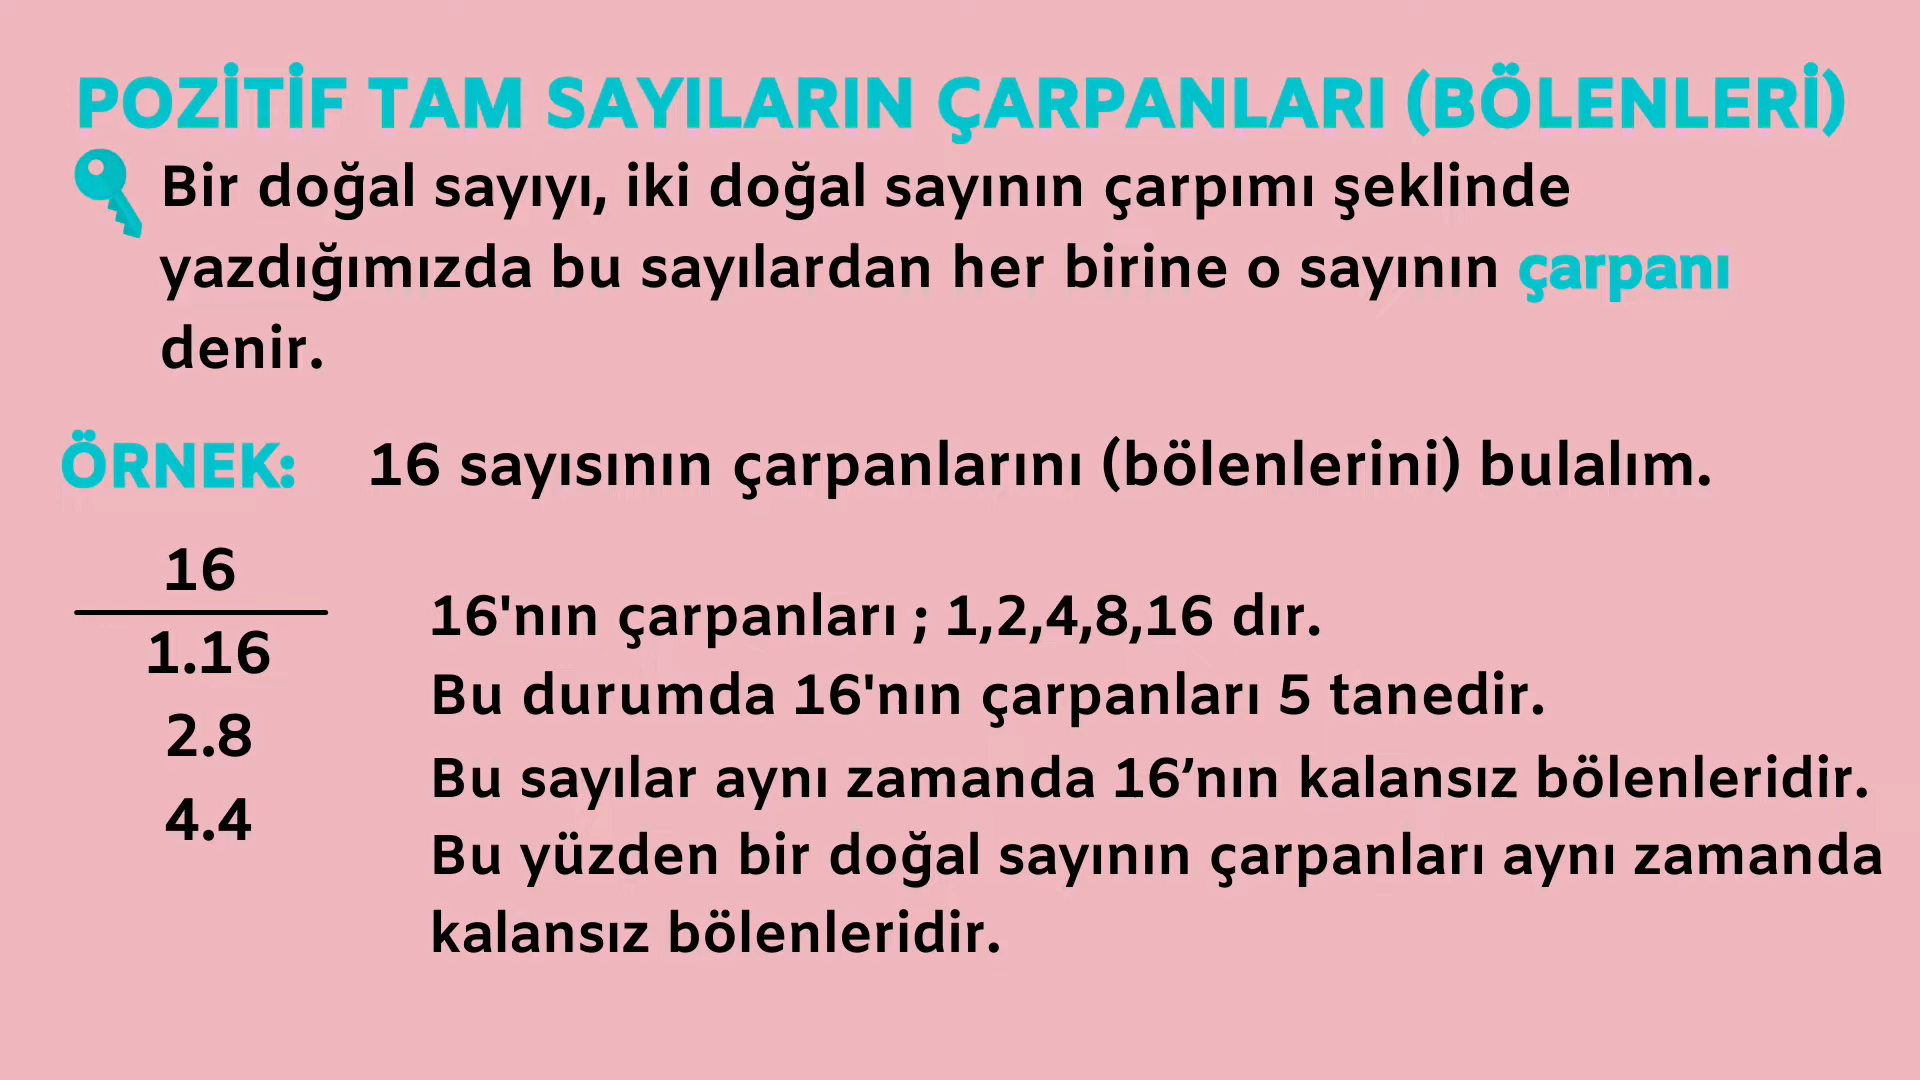 POZİTİF TAM SAYILARIN ÇARPANLARI (BÖLENLERİ)
Bir doğal sayıyı, iki doğal sayının çarpımı şeklinde
yazdığımızda bu sayılardan her birine o sayının çarpanı
denir.
ÖRNEK: 16 sayısının çarpanlarını (bölenlerini) bulalım.
16
1.16
2.8
4.4
16'nın çarpanları ; 1,2,4,8,16 dır.
Bu durumda 16'nın çarpanları 5 tanedir.
Bu sayılar aynı zamanda 16’nın kalansız bölenleridir.
Bu yüzden bir doğal sayının çarpanları aynı zamanda
kalansız bölenleridir.